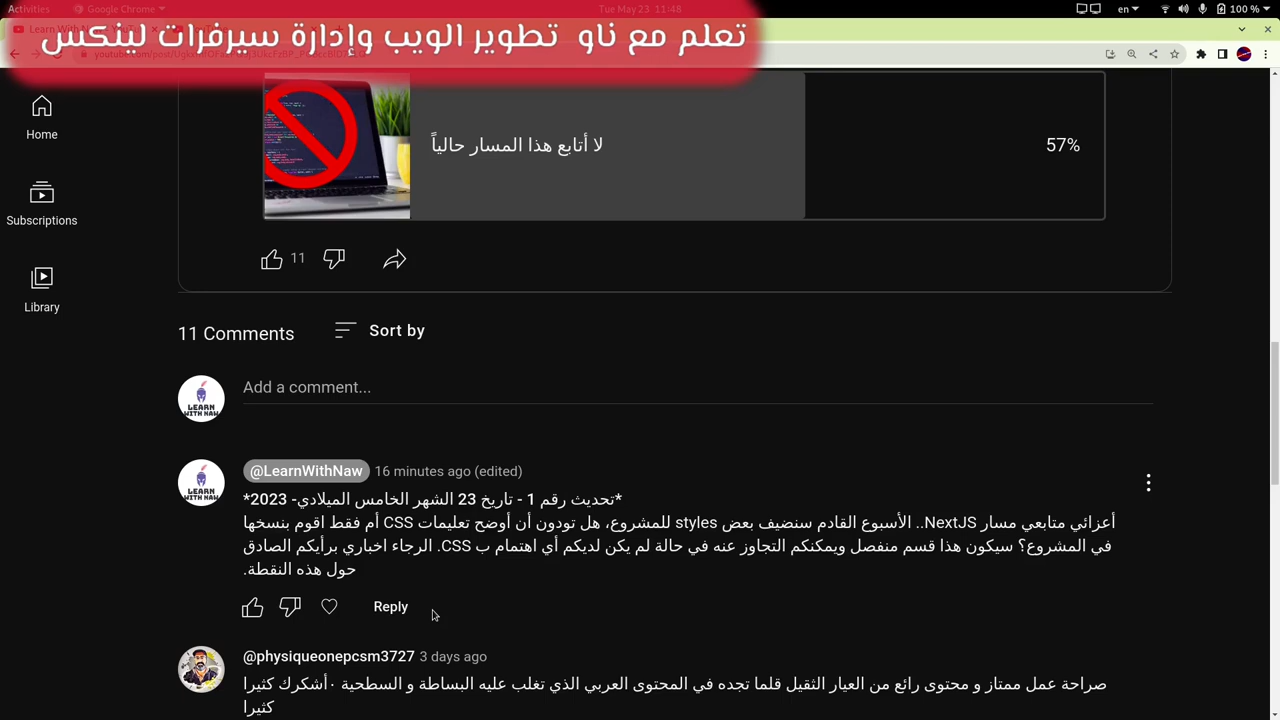 Activities
Google Chrome
Tue May 23 11:48
en
100 %
تعلم مع ناو تطوير الويب وإدارة سيرفرات لينكس
Home
Subscriptions
Library
لا أتابع هذا المسار حالياً
57%
11
11 Comments
Sort by
Add a comment...
LEARN WITH NAW
LEARN WITH NAW
@LearnWithNaw 16 minutes ago (edited)
*تحديث رقم 1 - تاريخ 23 الشهر الخامس الميلادي- 2023*
أعزائي متابعي مسار NextJS.. الأسبوع القادم سنضيف بعض styles للمشروع، هل تودون أن أوضح تعليمات CSS أم فقط اقوم بنسخها
في المشروع؟ سيكون هذا قسم منفصل ويمكنكم التجاوز عنه في حالة لم يكن لديكم أي اهتمام ب CSS. الرجاء اخباري برأيكم الصادق
حول هذه النقطة.
Reply
@physiqueonepcsm3727 3 days ago
صراحة عمل ممتاز و محتوى رائع من العيار الثقيل قلما تجده في المحتوى العربي الذي تغلب عليه البساطة و السطحية ٠أشكرك كثيرا
كثيرا